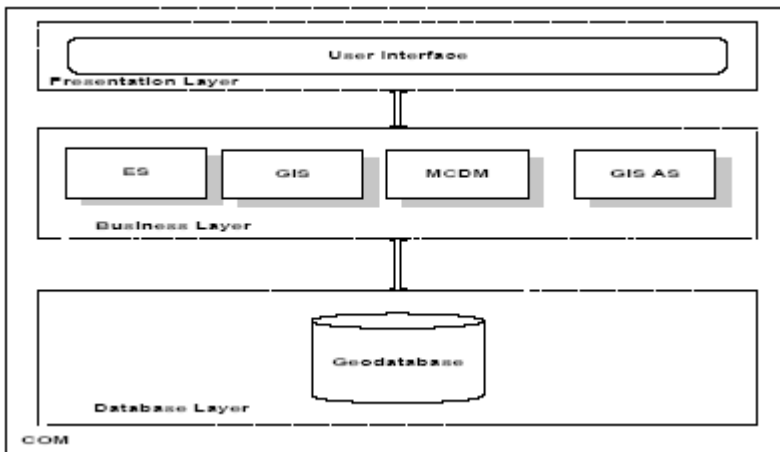 User Interface
Presentation Layer
ES
GIS
MCDM
GIS AS
Business Layer
Geodatabase
Database Layer
COM